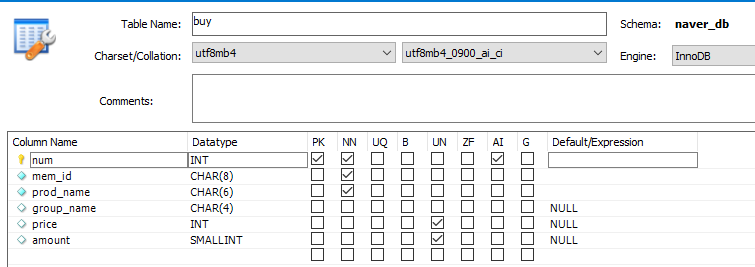 Table Name: buy Schema: naver_db
Charset/Collation: utf8mb4 utf8mb4_0900_ai_ci Engine: InnoDB
Comments:
Column Name Datatype PK NN UQ B UN ZF AI G Default/Expression
num INT
mem_id CHAR(8)
prod_name CHAR(6)
group_name CHAR(4) NULL
price INT NULL
amount SMALLINT NULL